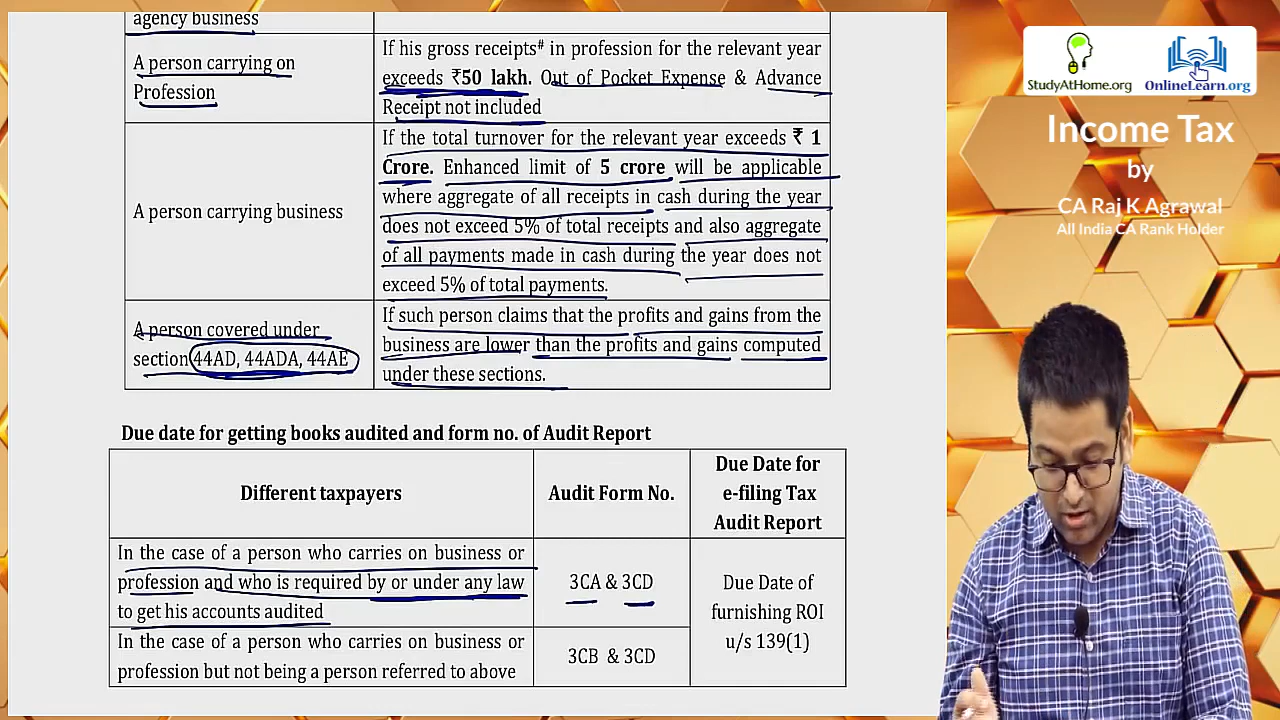 agency business
A person carrying on
Profession
If his gross receipts# in profession for the relevant year
exceeds ₹50 lakh. Out of Pocket Expense & Advance
Receipt not included
A person carrying business
If the total turnover for the relevant year exceeds ₹ 1
Crore. Enhanced limit of 5 crore will be applicable
where aggregate of all receipts in cash during the year
does not exceed 5% of total receipts and also aggregate
of all payments made in cash during the year does not
exceed 5% of total payments.
A person covered under
section 44AD, 44ADA, 44AE
If such person claims that the profits and gains from the
business are lower than the profits and gains computed
under these sections.
Due date for getting books audited and form no. of Audit Report
Different taxpayers
Audit Form No.
Due Date for
e-filing Tax
Audit Report
In the case of a person who carries on business or
profession and who is required by or under any law
to get his accounts audited
3CA & 3CD
Due Date of
furnishing ROI
u/s 139(1)
In the case of a person who carries on business or
profession but not being a person referred to above
3CB & 3CD
StudyAtHome.org
OnlineLearn.org
Income Tax
by
CA Raj K Agrawal
All India CA Rank Holder